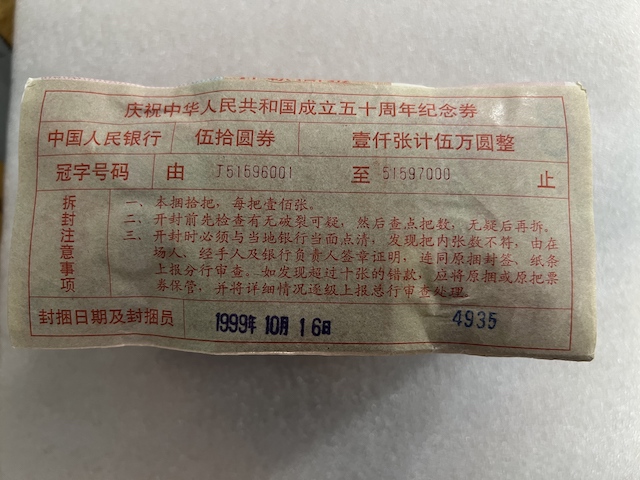 庆祝中华人民共和国成立五十周年纪念券
中国人民银行 伍拾圆券 壹仟张计伍万圆整
冠字号码 由 J51596001 至 51597000 止
拆封注意事项
一、本捆拾把，每把壹佰张。
二、开封前先检查有无破裂可疑，然后查点把数，无疑后再拆。
三、开封时必须与当地银行当面点清，发现把内张数不符，由在
场人、经手人及银行负责人签章证明，连同原捆封签、纸条
上报分行审查。如发现超过十张的错款，应将原捆或原把票
券保管，并将详细情况逐级上报总行审查处理。
封捆日期及封捆员 1999年10月16日 4935